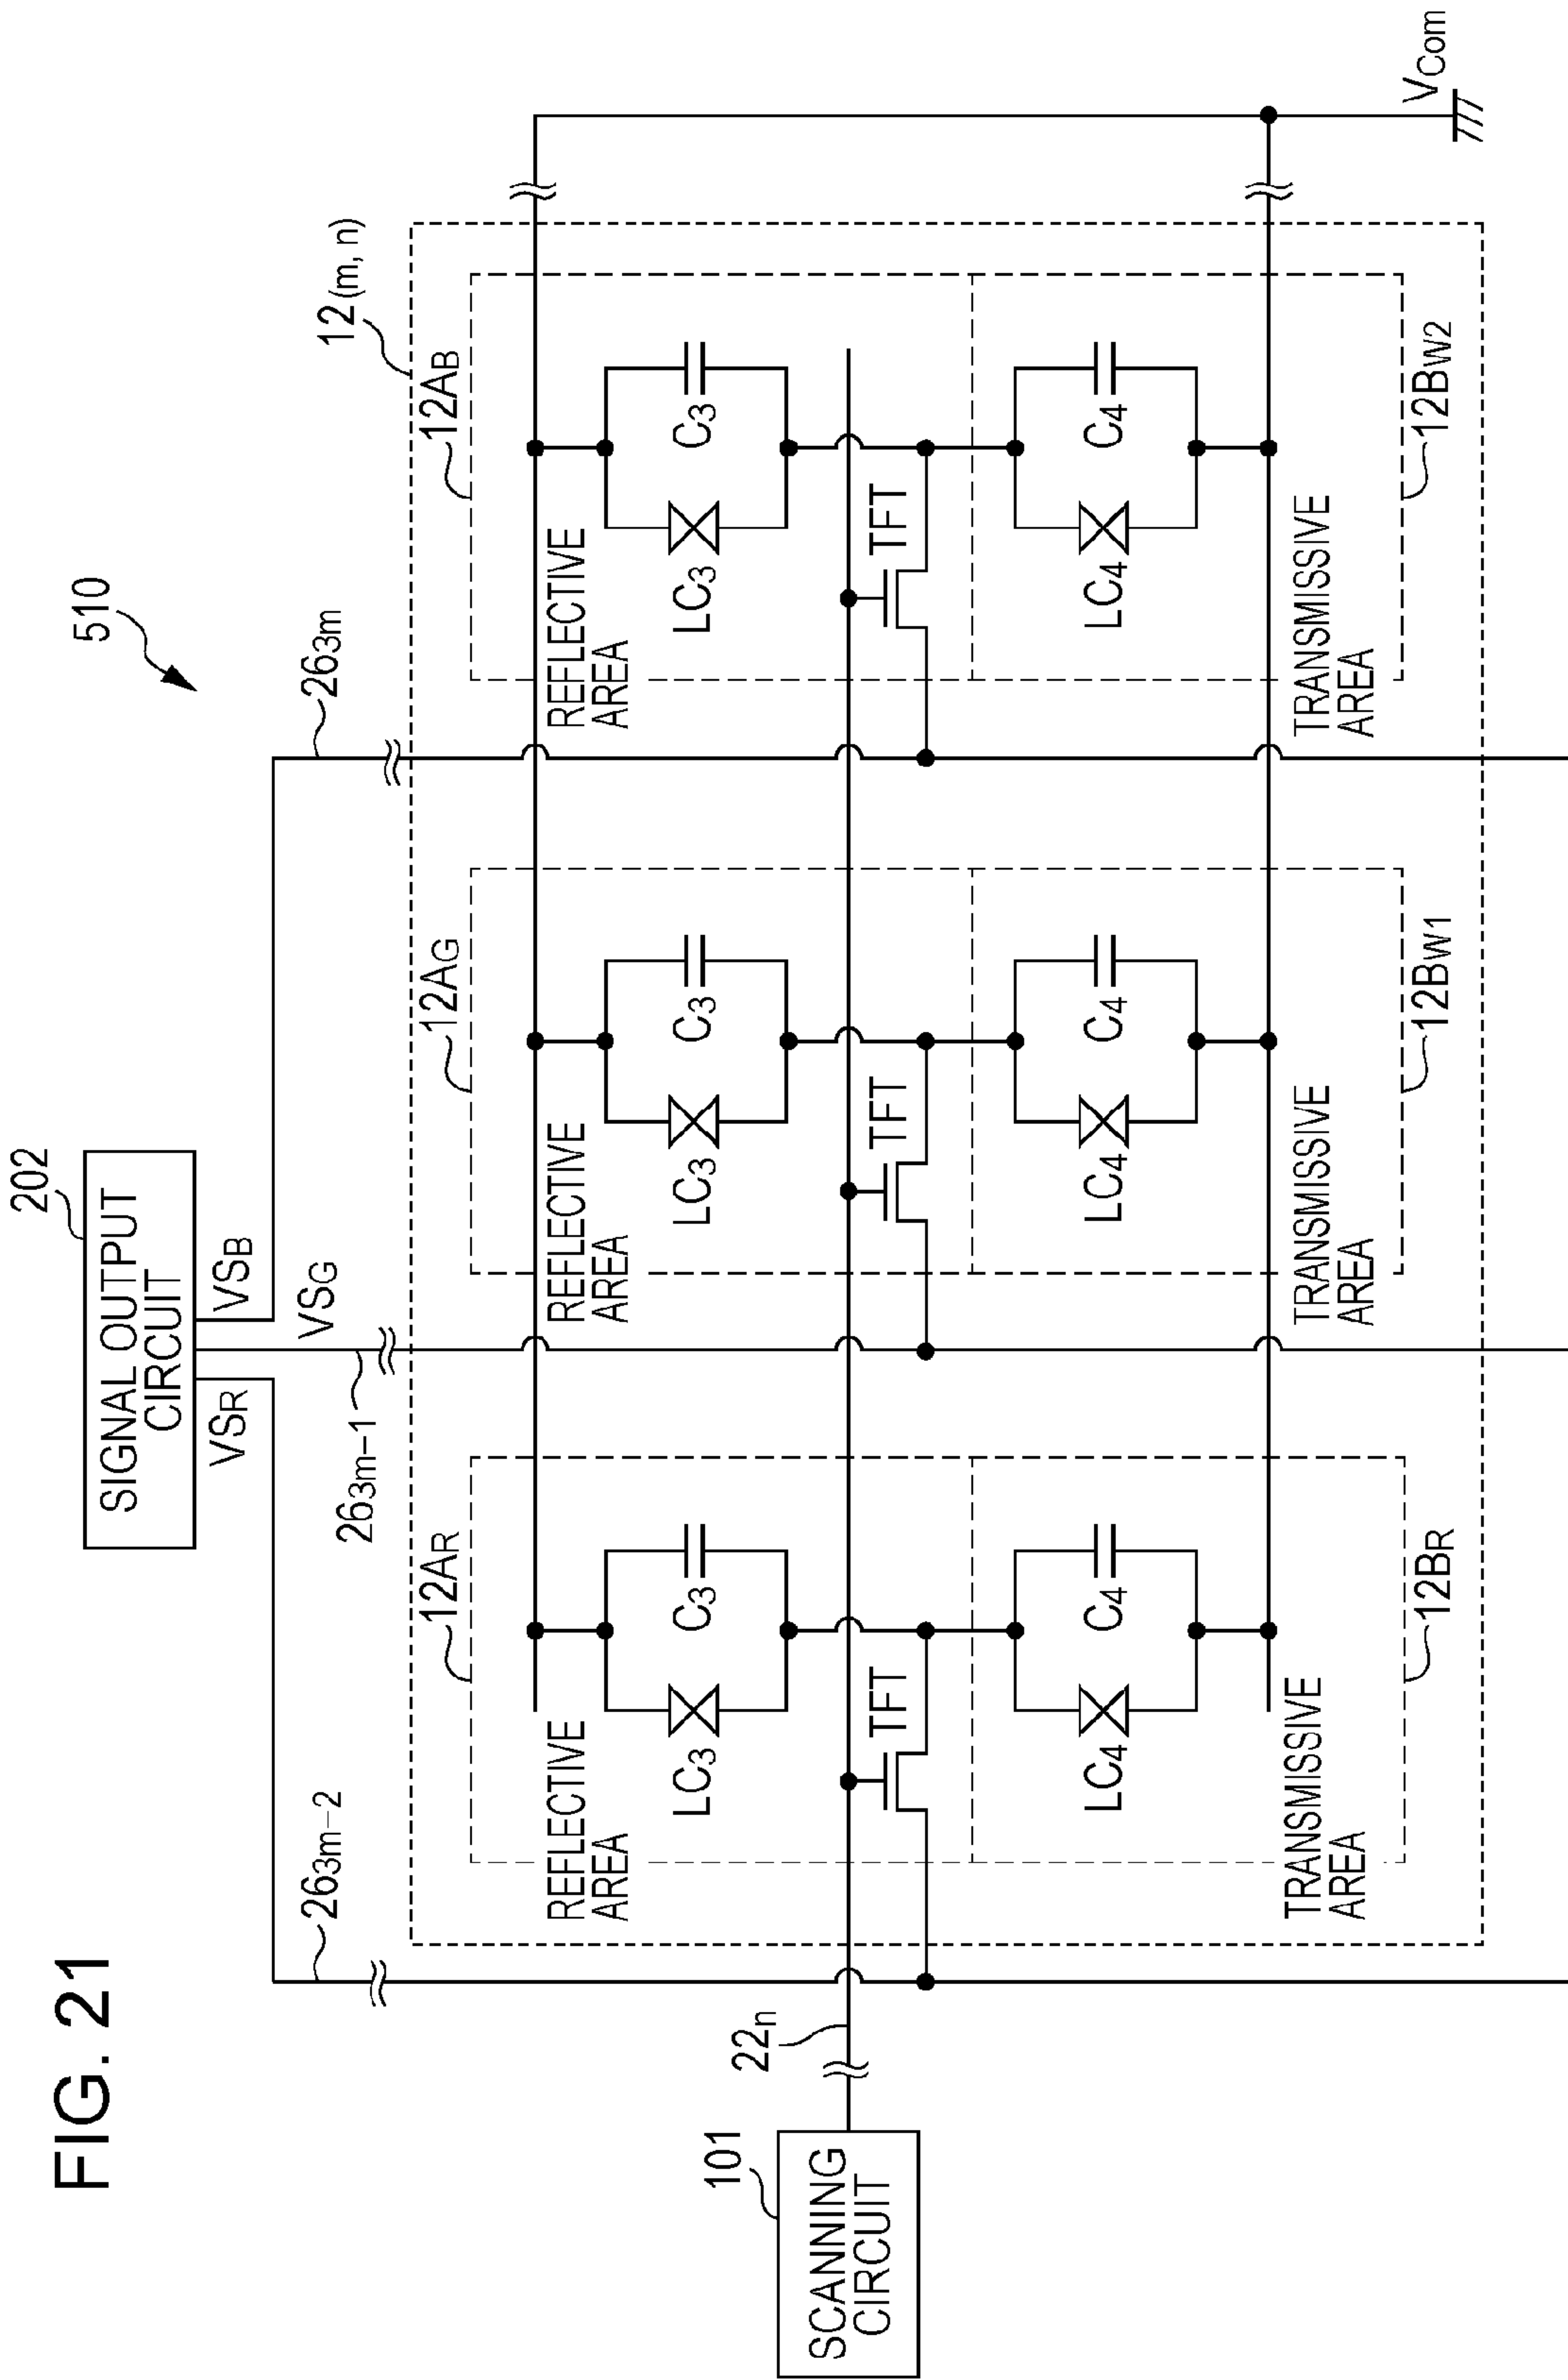 FIG. 21
510
202
SIGNAL OUTPUT
CIRCUIT
VSR
VSG
VSB
263m−2
263m−1
263m
12(m, n)
12AR
12AG
12AB
REFLECTIVE
AREA
LC3
C3
REFLECTIVE
AREA
LC3
C3
REFLECTIVE
AREA
LC3
C3
101
SCANNING
CIRCUIT
22n
TFT
TFT
TFT
LC4
C4
TRANSMISSIVE
AREA
LC4
C4
TRANSMISSIVE
AREA
LC4
C4
TRANSMISSIVE
AREA
12BR
12BW1
12BW2
VCom